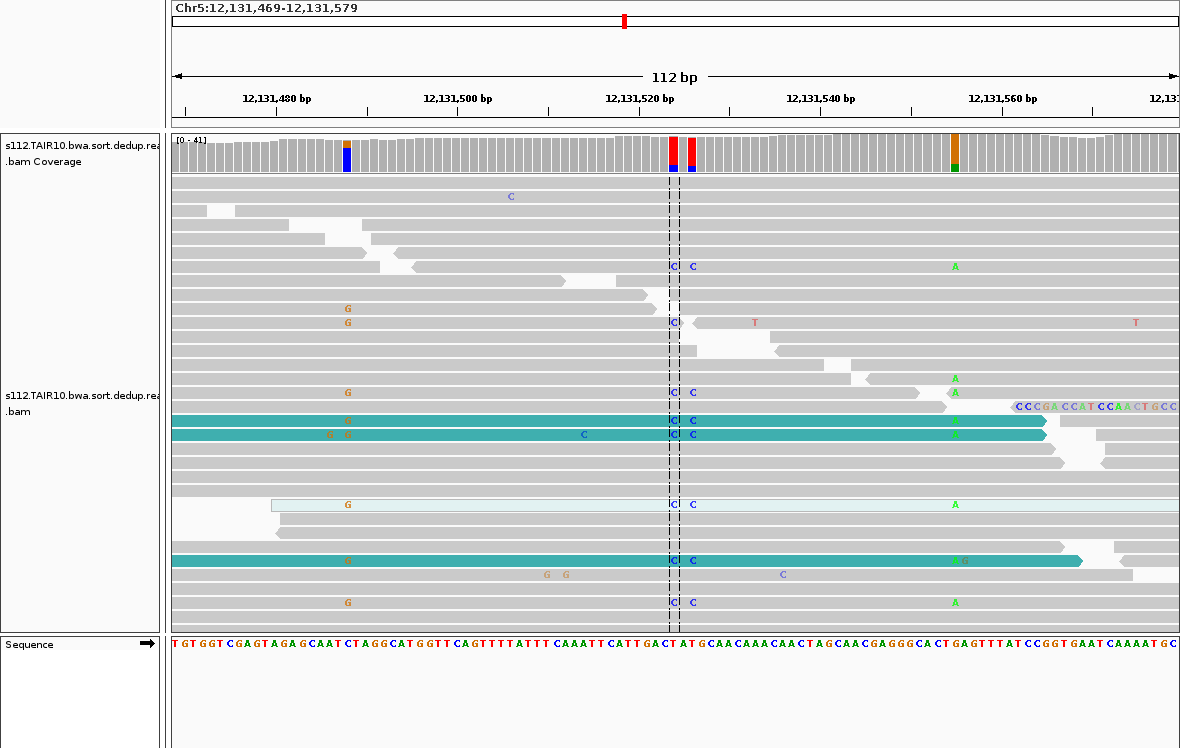 Chr5:12,131,469-12,131,579
112 bp
12,131,480 bp 12,131,500 bp 12,131,520 bp 12,131,540 bp 12,131,560 bp 12,131
s112.TAIR10.bwa.sort.dedup.rea
.bam Coverage
[0 - 41]
C
C C A
G
G C T T
A
G C C A
CCCGACCATCCAACTGCC
G C C A
G G C C C A
s112.TAIR10.bwa.sort.dedup.rea
.bam
G C C A
G C C A G
G G C
G C C A
Sequence
TGTGGTCGAGTAGAGCAATCTAGGCATGGTTCAGTTTTATTTCAAATTCATTGACTATGCAACAAACAACTAGCAACGAGGGCACTGAGTTTATCCGGTGAATCAAAATGC